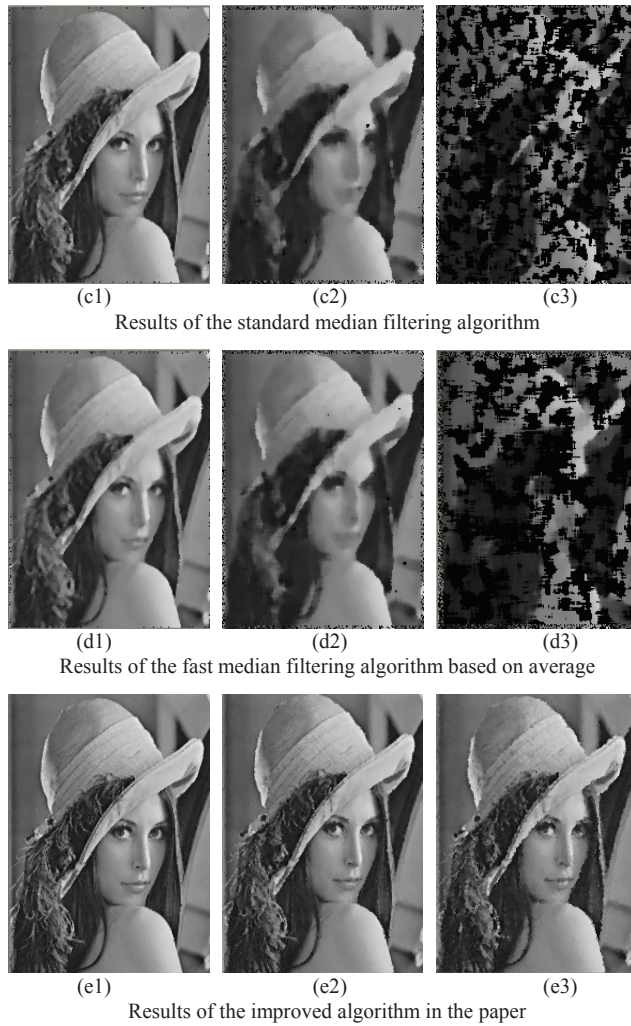 (c1) (c2) (c3)
Results of the standard median filtering algorithm
(d1) (d2) (d3)
Results of the fast median filtering algorithm based on average
(e1) (e2) (e3)
Results of the improved algorithm in the paper